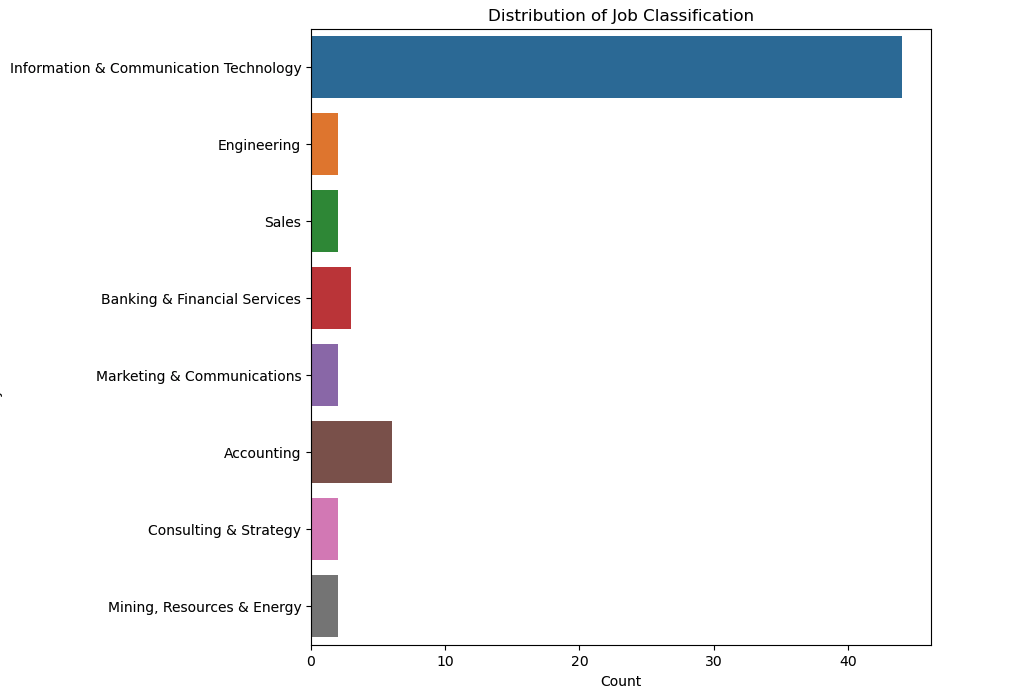 Distribution of Job Classification
Information & Communication Technology
Engineering
Sales
Banking & Financial Services
Marketing & Communications
Accounting
Consulting & Strategy
Mining, Resources & Energy
0 10 20 30 40
Count